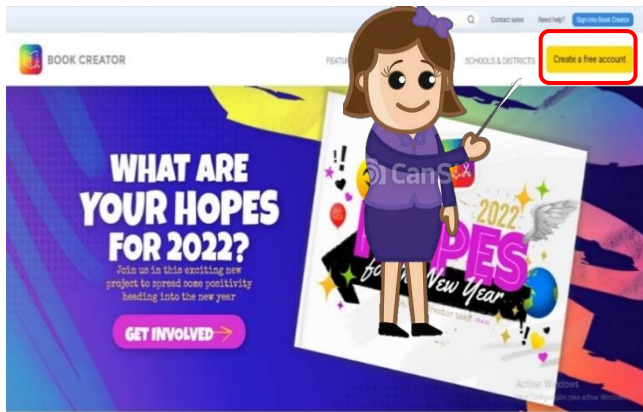 Contact sales Need help? Sign into Book Creator
BOOK CREATOR
SCHOOLS & DISTRICTS Create a free account
WHAT ARE
YOUR HOPES
FOR 2022?
Join us in this exciting new
project to spread some positivity
heading into the new year
GET INVOLVED
2022
HOPES
for the New Year
Activar Windows